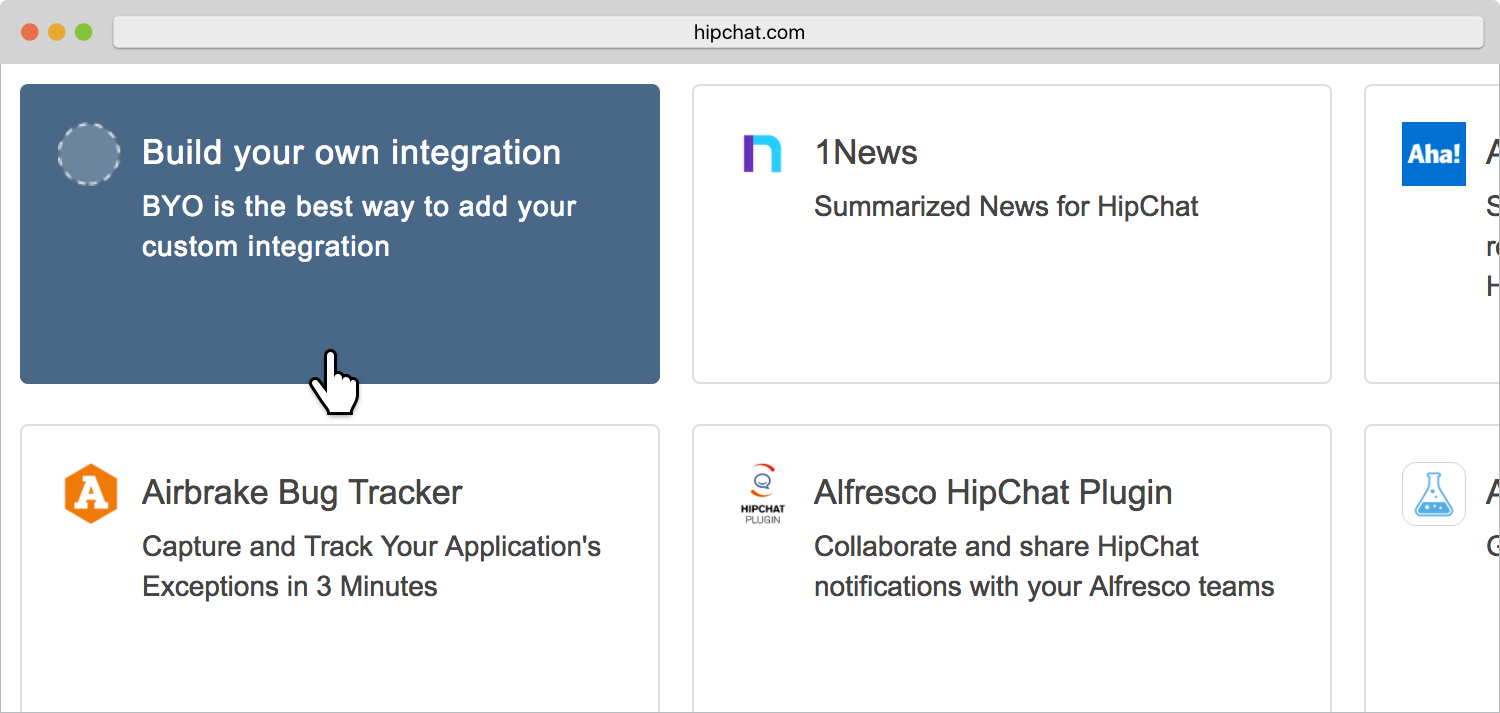 hipchat.com
Build your own integration
BYO is the best way to add your
custom integration
1News
Summarized News for HipChat
Aha!
Airbrake Bug Tracker
Capture and Track Your Application's
Exceptions in 3 Minutes
A
HIPCHAT
PLUGIN
Alfresco HipChat Plugin
Collaborate and share HipChat
notifications with your Alfresco teams